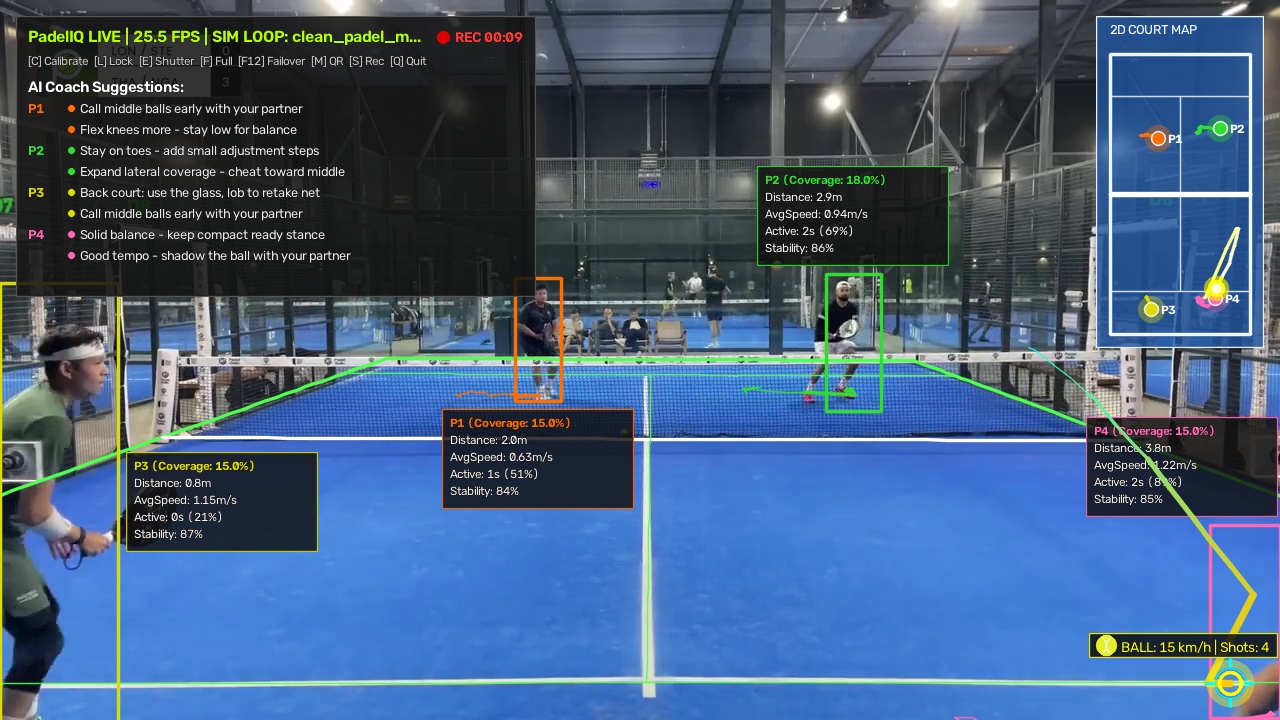 PadelIQ LIVE | 25.5 FPS | SIM LOOP: clean_padel_m...
REC 00:09
[C] Calibrate [L] Lock [E] Shutter [F] Full [F12] Failover [M] QR [S] Rec [Q] Quit
LON / STE 0
3
AI Coach Suggestions:
P1 Call middle balls early with your partner
Flex knees more - stay low for balance
P2 Stay on toes - add small adjustment steps
Expand lateral coverage - cheat toward middle
P3 Back court: use the glass, lob to retake net
Call middle balls early with your partner
P4 Solid balance - keep compact ready stance
Good tempo - shadow the ball with your partner
2D COURT MAP
P1
P2
P3
P4
P2 (Coverage: 18.0%)
Distance: 2.9m
AvgSpeed: 0.94m/s
Active: 2s (69%)
Stability: 86%
P1 (Coverage: 15.0%)
Distance: 2.0m
AvgSpeed: 0.63m/s
Active: 1s (51%)
Stability: 84%
P3 (Coverage: 15.0%)
Distance: 0.8m
AvgSpeed: 1.15m/s
Active: 0s (21%)
Stability: 87%
P4 (Coverage: 15.0%)
Distance: 3.8m
AvgSpeed: 1.22m/s
Active: 2s
Stability: 85%
BALL: 15 km/h | Shots: 4